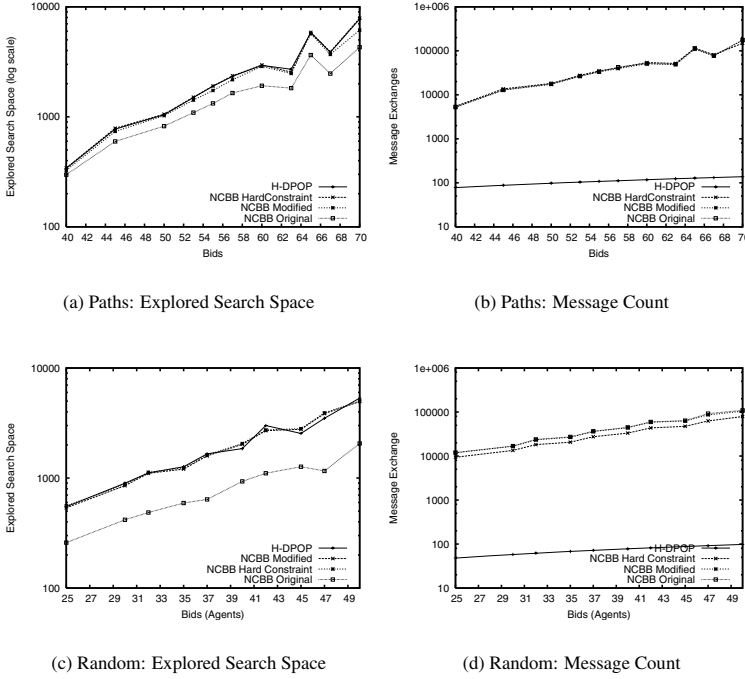 10000
1000
100
40 42 44 46 48 50 52 54 56 58 60 62 64 66 68 70
Explored Search Space (log scale)
Bids
H-DPOP
NCBB HardConstraint
NCBB Modified
NCBB Original
(a) Paths: Explored Search Space
1e+006
100000
10000
1000
100
10
40 42 44 46 48 50 52 54 56 58 60 62 64 66 68 70
Message Exchanges
Bids
H-DPOP
NCBB HardConstraint
NCBB Modified
NCBB Original
(b) Paths: Message Count
10000
1000
100
25 27 29 31 33 35 37 39 41 43 45 47 49
Explored Search Space
Bids (Agents)
H-DPOP
NCBB Modified
NCBB Hard Constraint
NCBB Original
(c) Random: Explored Search Space
1e+006
100000
10000
1000
100
10
25 27 29 31 33 35 37 39 41 43 45 47 49
Message Exchange
Bids (Agents)
H-DPOP
NCBB Hard Constraint
NCBB Modified
NCBB Original
(d) Random: Message Count